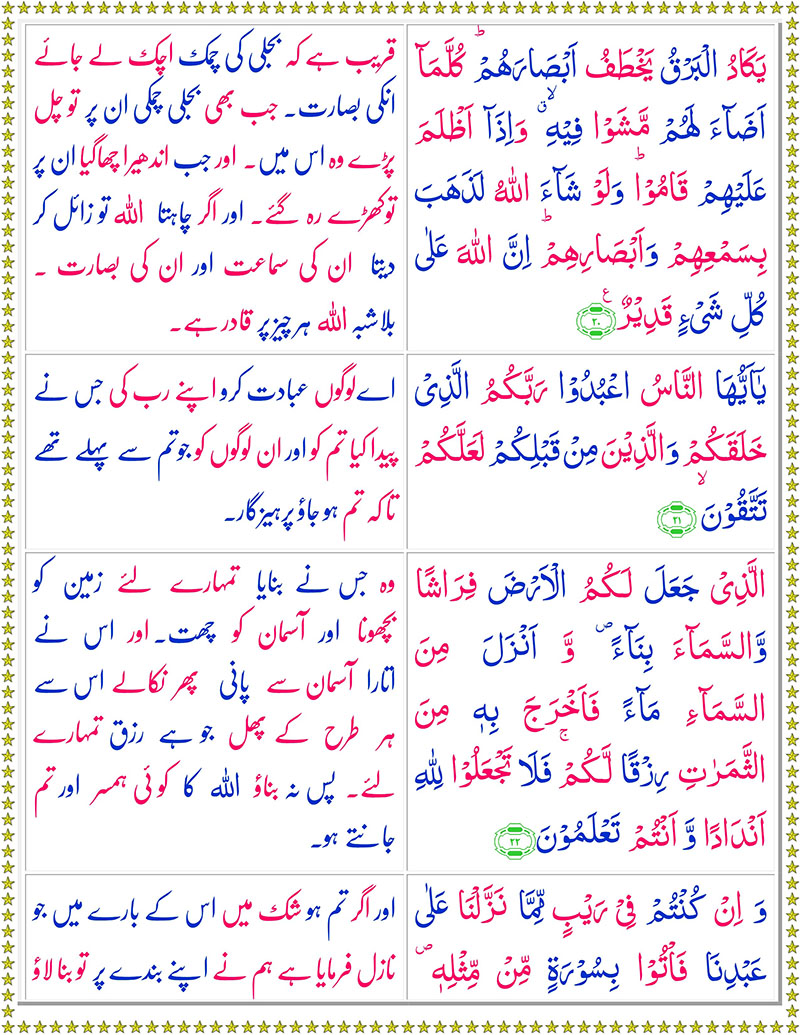 یَکَادُ الْبَرْقُ یَخْطَفُ اَبْصَارَهُمْ ؕ کُلَّمَاۤ
اَضَآءَ لَهُمْ مَّشَوْا فِیْهِ ۙۗ وَاِذَاۤ اَظْلَمَ
عَلَیْهِمْ قَامُوْا ؕ وَلَوْ شَآءَ اللّٰهُ لَذَهَبَ
بِسَمْعِهِمْ وَاَبْصَارِهِمْ ؕ اِنَّ اللّٰهَ عَلٰی
کُلِّ شَیْءٍ قَدِیْرٌ ۠ ﴿۲۰﴾
قریب ہے کہ بجلی کی چمک اچک لے جائے
انکی بصارت۔ جب بھی بجلی چمکی ان پر تو چل
پڑے وہ اس میں۔ اور جب اندھیرا چھاگیا ان پر
توکھڑے رہ گئے۔ اور اگر چاہتا اللہ تو زائل کر
دیتا ان کی سماعت اور ان کی بصارت ۔
بلاشبہ اللہ ہرچیز پر قادر ہے۔
یٰۤاَیُّهَا النَّاسُ اعْبُدُوْا رَبَّکُمُ الَّذِیْ
خَلَقَکُمْ وَالَّذِیْنَ مِنْ قَبْلِکُمْ لَعَلَّکُمْ
تَتَّقُوْنَ ۙ ﴿۲۱﴾
اے لوگوں عبادت کرو اپنے رب کی جس نے
پیدا کیا تم کو اور ان لوگوں کو جوتم سے پہلے تھے
تاکہ تم ہو جاؤ پرہیزگار۔
الَّذِیْ جَعَلَ لَکُمُ الْاَرْضَ فِرَاشًا
وَّالسَّمَآءَ بِنَآءً ۪ وَّ اَنْزَلَ مِنَ
السَّمَآءِ مَآءً فَاَخْرَجَ بِهٖ مِنَ
الثَّمَرٰتِ رِزْقًا لَّکُمْ ۚ فَلَا تَجْعَلُوْا لِلّٰهِ
اَنْدَادًا وَّ اَنْتُمْ تَعْلَمُوْنَ ﴿۲۲﴾
وہ جس نے بنایا تمہارے لئے زمین کو
بچھونا اور آسمان کو چھت۔ اور اس نے
اتارا آسمان سے پانی پھر نکالے اس سے
ہر طرح کے پھل جو ہے رزق تمہارے
لئے۔ پس نہ بناؤ اللہ کا کوئی ہمسر اور تم
جانتے ہو۔
وَ اِنْ کُنْتُمْ فِیْ رَیْبٍ مِّمَّا نَزَّلْنَا عَلٰی
عَبْدِنَا فَاْتُوْا بِسُوْرَةٍ مِّنْ مِّثْلِهٖ ۪
اور اگر تم ہو شک میں اس کے بارے میں جو
نازل فرمایا ہے ہم نے اپنے بندے پر تو بنا لاؤ